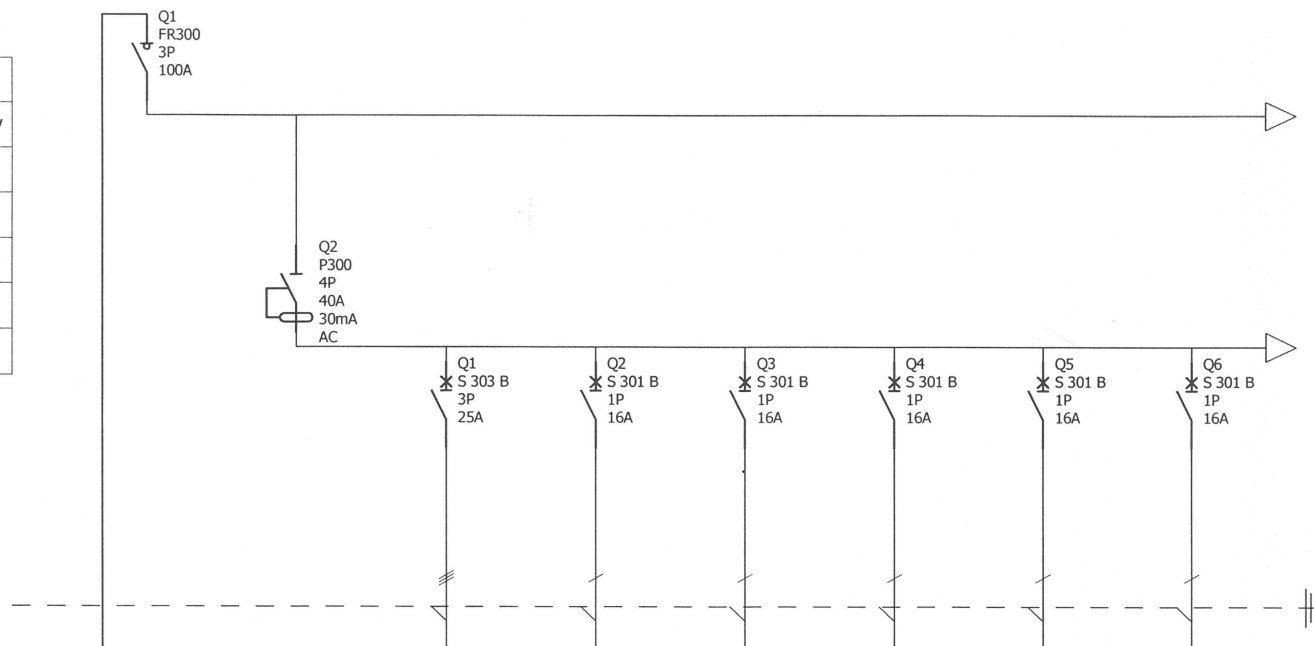 Q1
FR300
3P
100A
Q2
P300
4P
40A
30mA
AC
Q1
S 303 B
3P
25A
Q2
S 301 B
1P
16A
Q3
S 301 B
1P
16A
Q4
S 301 B
1P
16A
Q5
S 301 B
1P
16A
Q6
S 301 B
1P
16A